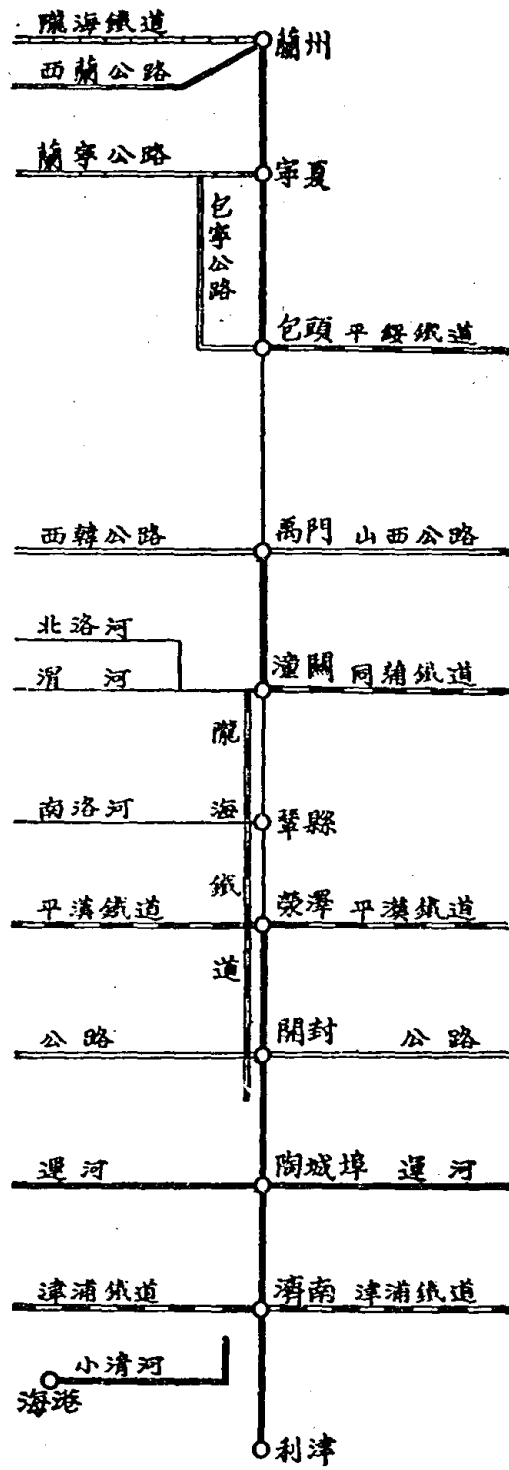 隴海鐵道
蘭州
西蘭公路
蘭寧公路
寧夏
包寧公路
包頭 平綏鐵道
西韓公路
禹門 山西公路
北洛河
渭河
潼關 同蒲鐵道
隴海鐵道
南洛河
鞏縣
平漢鐵道
滎澤 平漢鐵道
公路
開封 公路
運河
陶城埠 運河
津浦鐵道
濟南 津浦鐵道
小清河
海港
利津